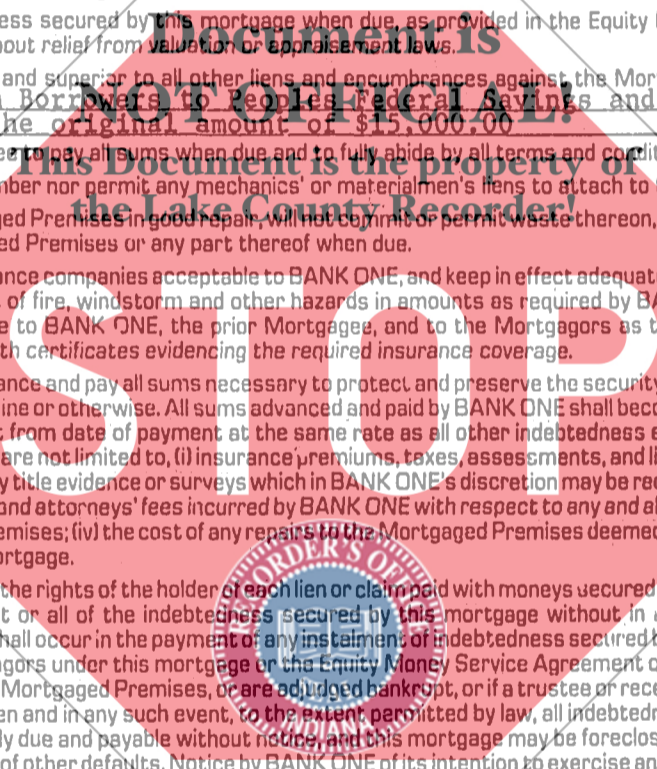 ess secured by this mortgage when due, as provided in the Equity
out relief from valuation or appraisement laws.
Document is
and superior to all other liens and encumbrances against the Mor
Borrowers to Peoples Federal Savings and
NOT OFFICIAL!
he original amount of $15,000.00
ee to pay all sums when due and to fully abide by all terms and condit
This Document is the property of
ber nor permit any mechanics' or materialmen's liens to attach to
the Lake County Recorder!
ged Premises in good repair, will not commit or permit waste thereon,
ed Premises or any part thereof when due.
ance companies acceptable to BANK ONE, and keep in effect adequat
of fire, windstorm and other hazards in amounts as required by BA
e to BANK ONE, the prior Mortgagee, and to the Mortgagors as t
th certificates evidencing the required insurance coverage.
STOP
ance and pay all sums necessary to protect and preserve the security
ine or otherwise. All sums advanced and paid by BANK ONE shall beco
from date of payment at the same rate as all other indebtedness e
are not limited to, (i) insurance premiums, taxes, assessments, and li
y title evidence or surveys which in BANK ONE's discretion may be req
and attorneys' fees incurred by BANK ONE with respect to any and al
emises; (iv) the cost of any repairs to the Mortgaged Premises deemed
ortgage.
RECORDER'S OFFICE
the rights of the holder of each lien or claim paid with moneys secured
t or all of the indebtedness secured by this mortgage without in
hall occur in the payment of any instalment of indebtedness secured b
agors under this mortgage or the Equity Money Service Agreement o
Mortgaged Premises, or are adjudged bankrupt, or if a trustee or rece
en and in any such event, to the extent permitted by law, all indebtedn
INDIANA
ly due and payable without notice, and this mortgage may be foreclos
of other defaults. Notice by BANK ONE of its intention to exercise an